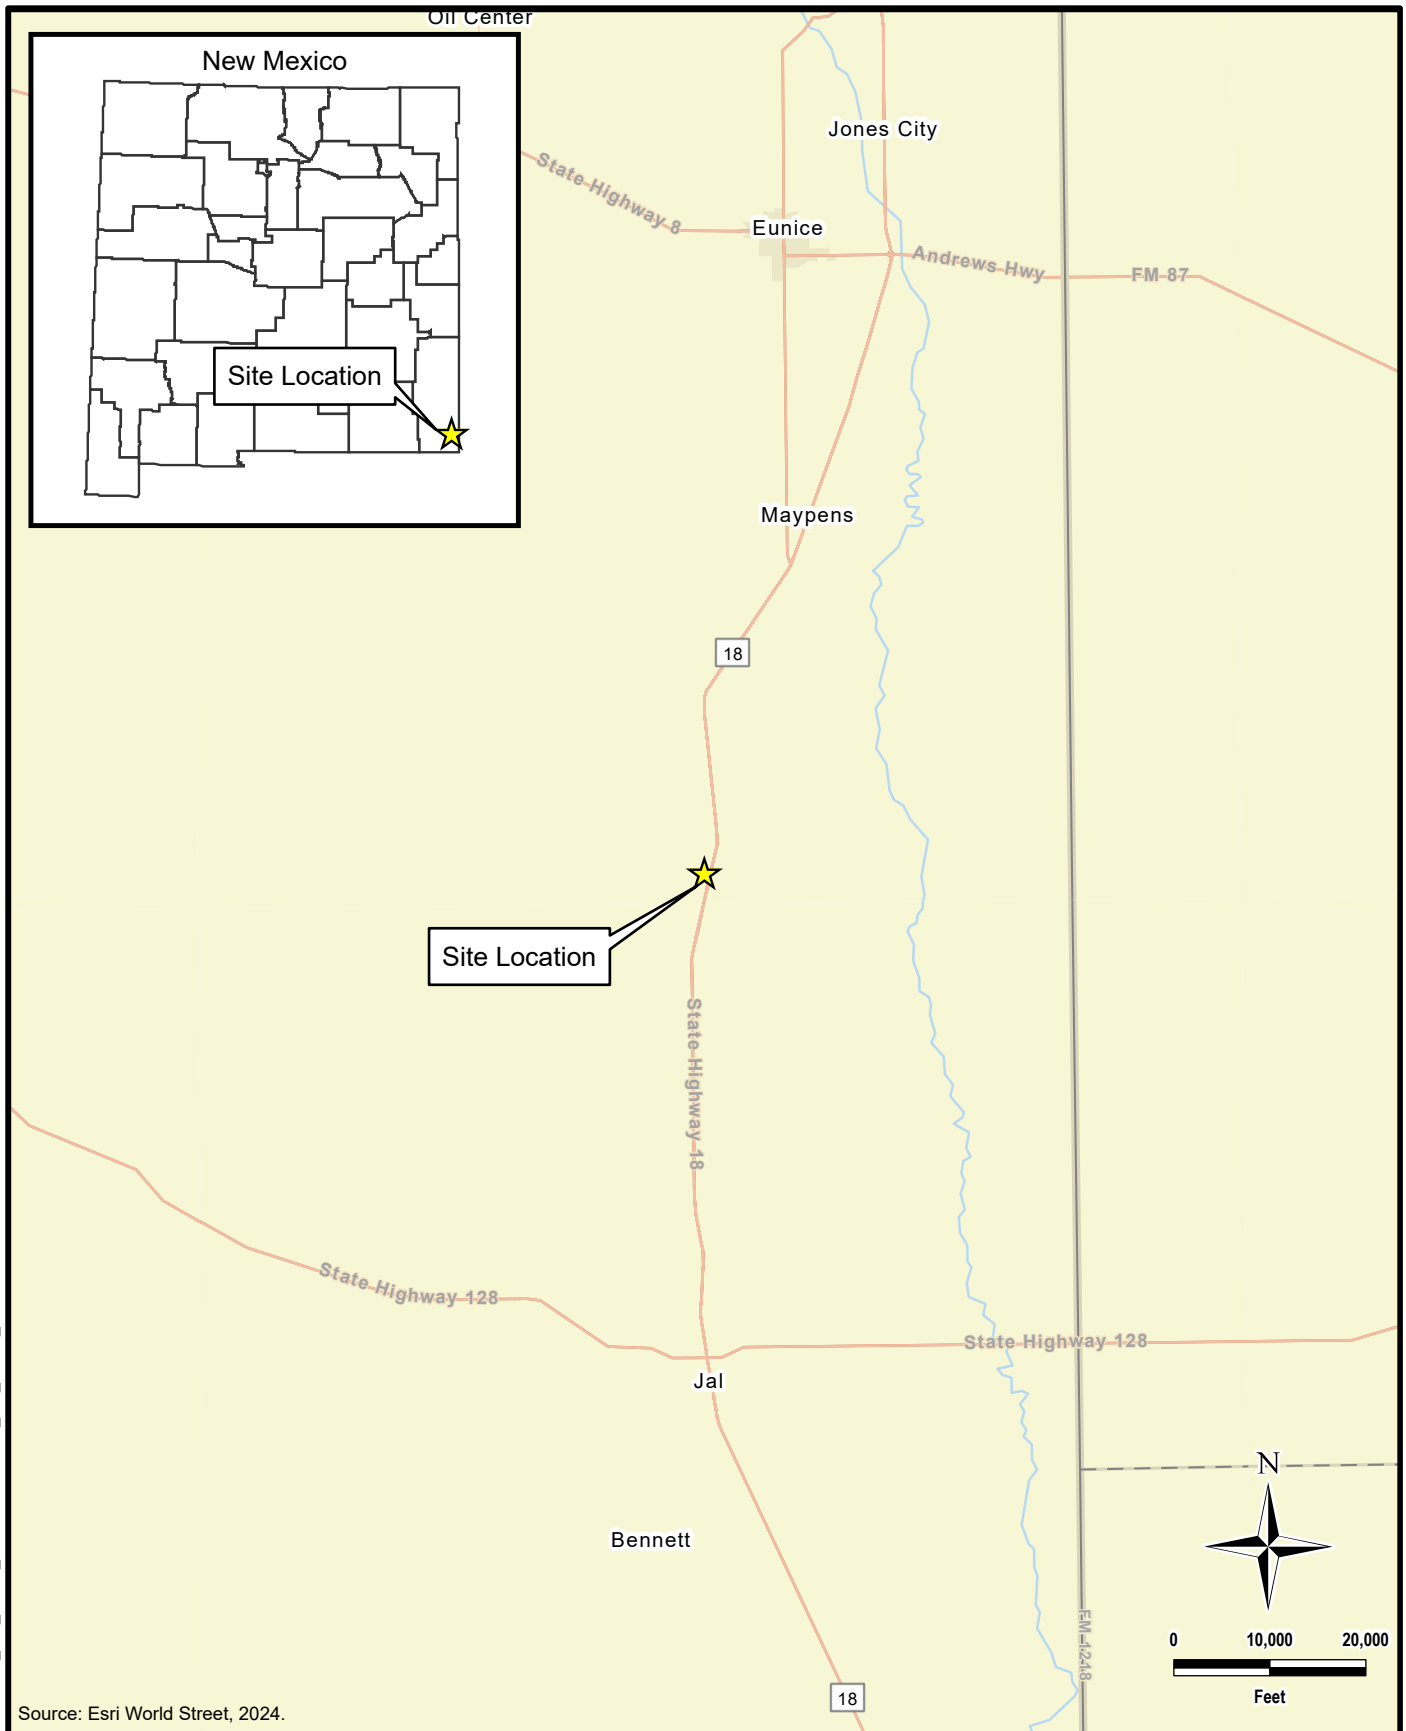 Oil Center
New Mexico
Site Location
Jones City
State Highway 8
Eunice
Andrews Hwy
FM 87
Maypens
18
Site Location
State Highway 18
State Highway 128
State Highway 128
Jal
Bennett
N
FM-1218
0 10,000 20,000
Feet
18
Source: Esri World Street, 2024.